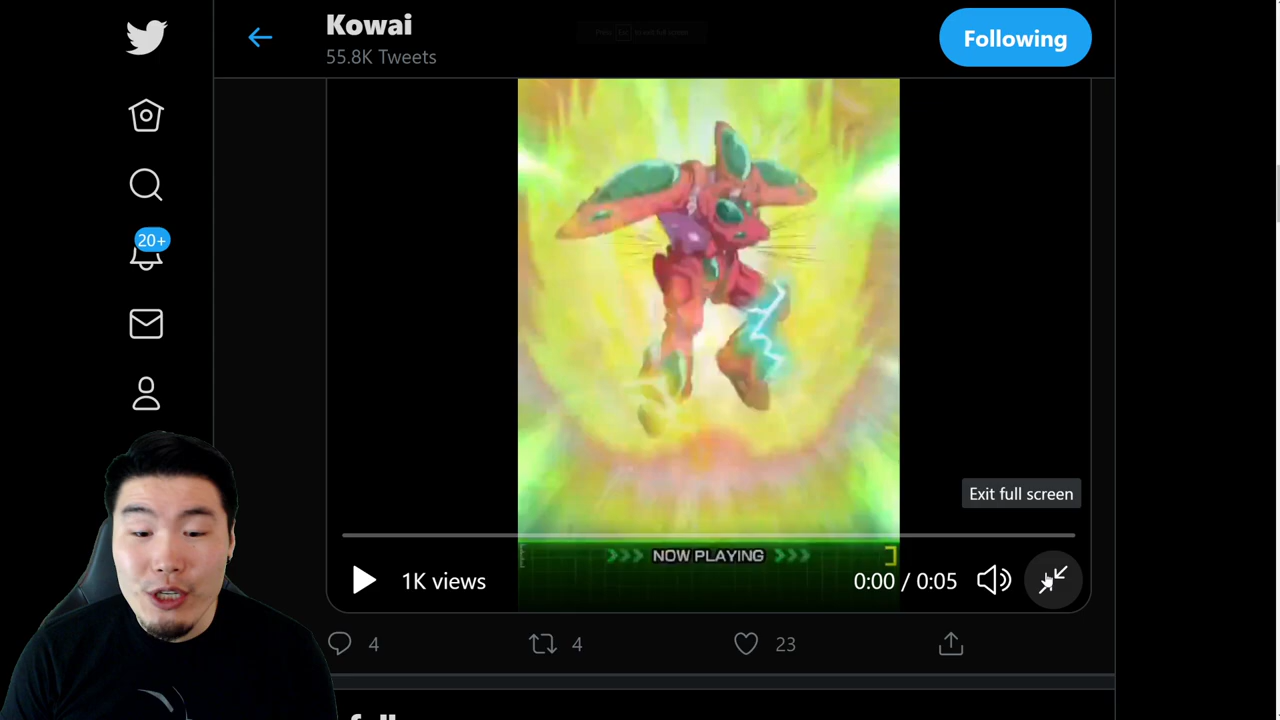 Kowai
55.8K Tweets
Following
20+
Exit full screen
>>> NOW PLAYING >>>
1K views
0:00 / 0:05
4
4
23